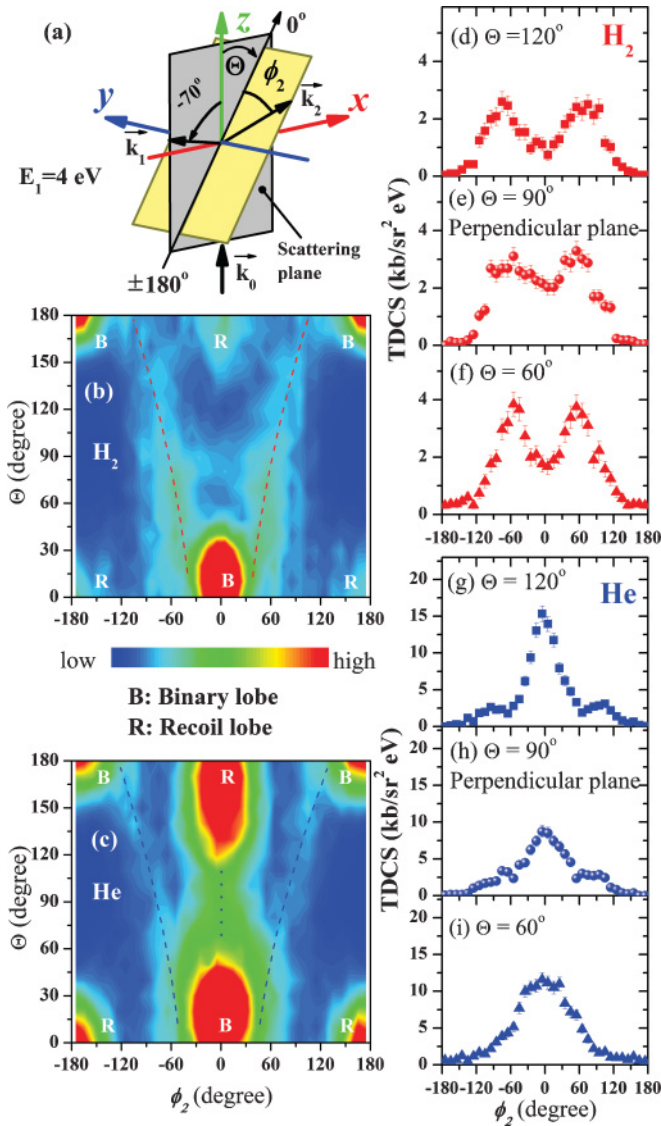 (a)
z
0°
Θ
ϕ₂
-70°
k₂
y
x
k₁
E₁=4 eV
Scattering
plane
±180°
k₀
180
150
120
90
60
30
0
Θ (degree)
B
R
B
(b)
H₂
R
B
R
-180 -120 -60 0 60 120 180
low
high
B: Binary lobe
R: Recoil lobe
180
150
120
90
60
30
0
Θ (degree)
B
R
B
(c)
He
R
B
R
-180 -120 -60 0 60 120 180
ϕ₂ (degree)
(d) Θ =120°
H₂
4
2
0
(e) Θ = 90°
Perpendicular plane
4
2
0
TDCS (kb/sr² eV)
(f) Θ = 60°
4
2
0
-180 -120 -60 0 60 120 180
(g) Θ = 120°
He
15
10
5
0
(h) Θ = 90°
Perpendicular plane
20
15
10
5
0
TDCS (kb/sr² eV)
(i) Θ = 60°
20
15
10
5
0
-180 -120 -60 0 60 120 180
ϕ₂ (degree)